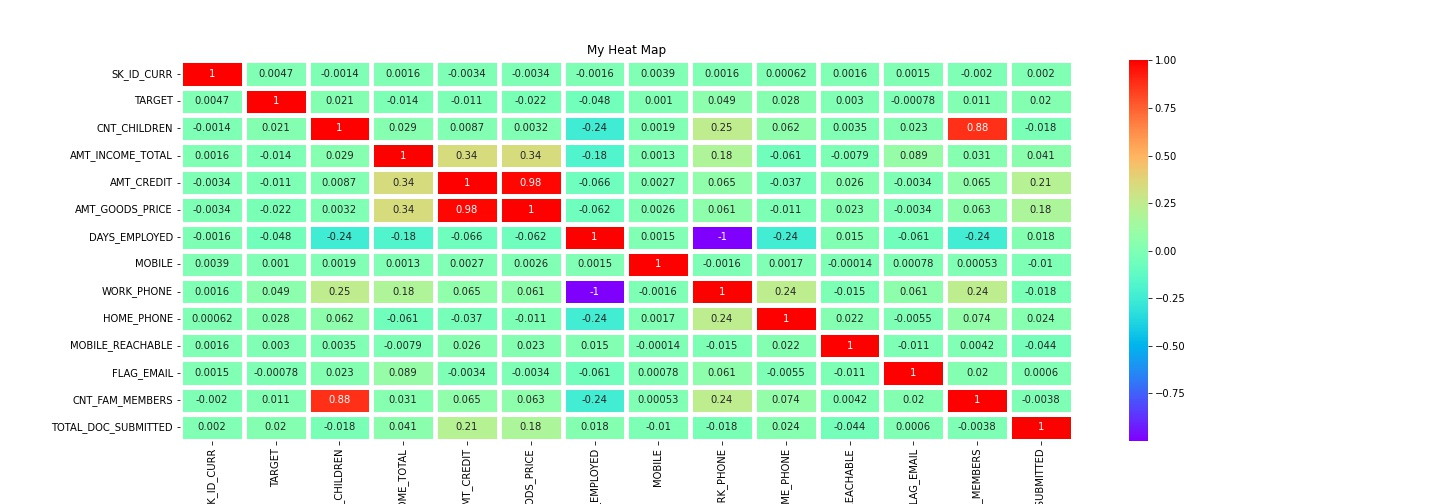 My Heat Map
SK_ID_CURR 1 0.0047 -0.0014 0.0016 -0.0034 -0.0034 -0.0016 0.0039 0.0016 0.00062 0.0016 0.0015 -0.002 0.002
TARGET 0.0047 1 0.021 -0.014 -0.011 -0.022 -0.048 0.001 0.049 0.028 0.003 -0.00078 0.011 0.02
CNT_CHILDREN -0.0014 0.021 1 0.029 0.0087 0.0032 -0.24 0.0019 0.25 0.062 0.0035 0.023 0.88 -0.018
AMT_INCOME_TOTAL 0.0016 -0.014 0.029 1 0.34 0.34 -0.18 0.0013 0.18 -0.061 -0.0079 0.089 0.031 0.041
AMT_CREDIT -0.0034 -0.011 0.0087 0.34 1 0.98 -0.066 0.0027 0.065 -0.037 0.026 -0.0034 0.065 0.21
AMT_GOODS_PRICE -0.0034 -0.022 0.0032 0.34 0.98 1 -0.062 0.0026 0.061 -0.011 0.023 -0.0034 0.063 0.18
DAYS_EMPLOYED -0.0016 -0.048 -0.24 -0.18 -0.066 -0.062 1 0.0015 -1 -0.24 0.015 -0.061 -0.24 0.018
MOBILE 0.0039 0.001 0.0019 0.0013 0.0027 0.0026 0.0015 1 -0.0016 0.0017 -0.00014 0.00078 0.00053 -0.01
WORK_PHONE 0.0016 0.049 0.25 0.18 0.065 0.061 -1 -0.0016 1 0.24 -0.015 0.061 0.24 -0.018
HOME_PHONE 0.00062 0.028 0.062 -0.061 -0.037 -0.011 -0.24 0.0017 0.24 1 0.022 -0.0055 0.074 0.024
MOBILE_REACHABLE 0.0016 0.003 0.0035 -0.0079 0.026 0.023 0.015 -0.00014 -0.015 0.022 1 -0.011 0.0042 -0.044
FLAG_EMAIL 0.0015 -0.00078 0.023 0.089 -0.0034 -0.0034 -0.061 0.00078 0.061 -0.0055 -0.011 1 0.02 0.0006
CNT_FAM_MEMBERS -0.002 0.011 0.88 0.031 0.065 0.063 -0.24 0.00053 0.24 0.074 0.0042 0.02 1 -0.0038
TOTAL_DOC_SUBMITTED 0.002 0.02 -0.018 0.041 0.21 0.18 0.018 -0.01 -0.018 0.024 -0.044 0.0006 -0.0038 1
K_ID_CURR
TARGET
_CHILDREN
OME_TOTAL
MT_CREDIT
ODS_PRICE
EMPLOYED
MOBILE
RK_PHONE
ME_PHONE
EACHABLE
LAG_EMAIL
_MEMBERS
SUBMITTED
1.00
0.75
0.50
0.25
0.00
−0.25
−0.50
−0.75